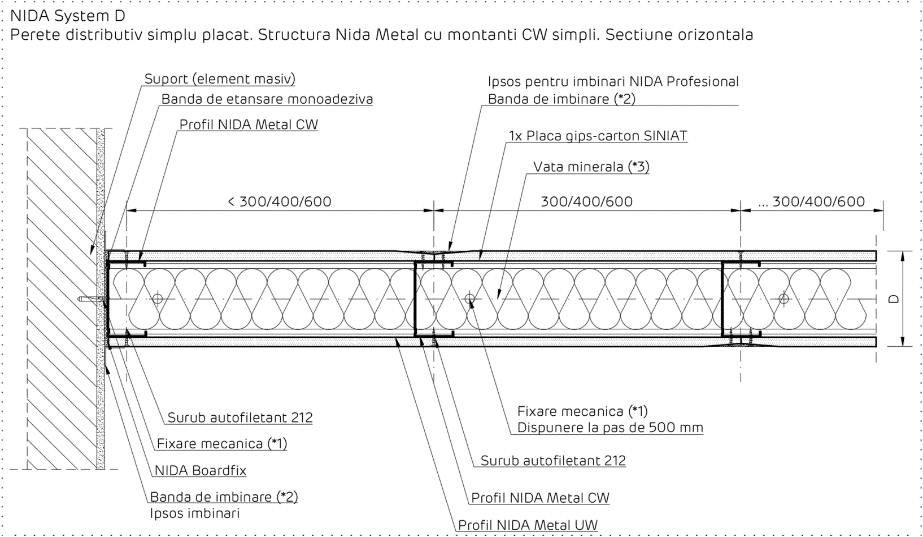 NIDA System D
Perete distributiv simplu placat. Structura Nida Metal cu montanti CW simpli. Sectiune orizontala
Suport (element masiv)
Banda de etansare monoadeziva
Profil NIDA Metal CW
Ipsos pentru imbinari NIDA Profesional
Banda de imbinare (*2)
1x Placa gips-carton SINIAT
Vata minerala (*3)
< 300/400/600
300/400/600
... 300/400/600
D
Surub autofiletant 212
Fixare mecanica (*1)
NIDA Boardfix
Banda de imbinare (*2)
Ipsos imbinari
Fixare mecanica (*1)
Dispunere la pas de 500 mm
Surub autofiletant 212
Profil NIDA Metal CW
Profil NIDA Metal UW